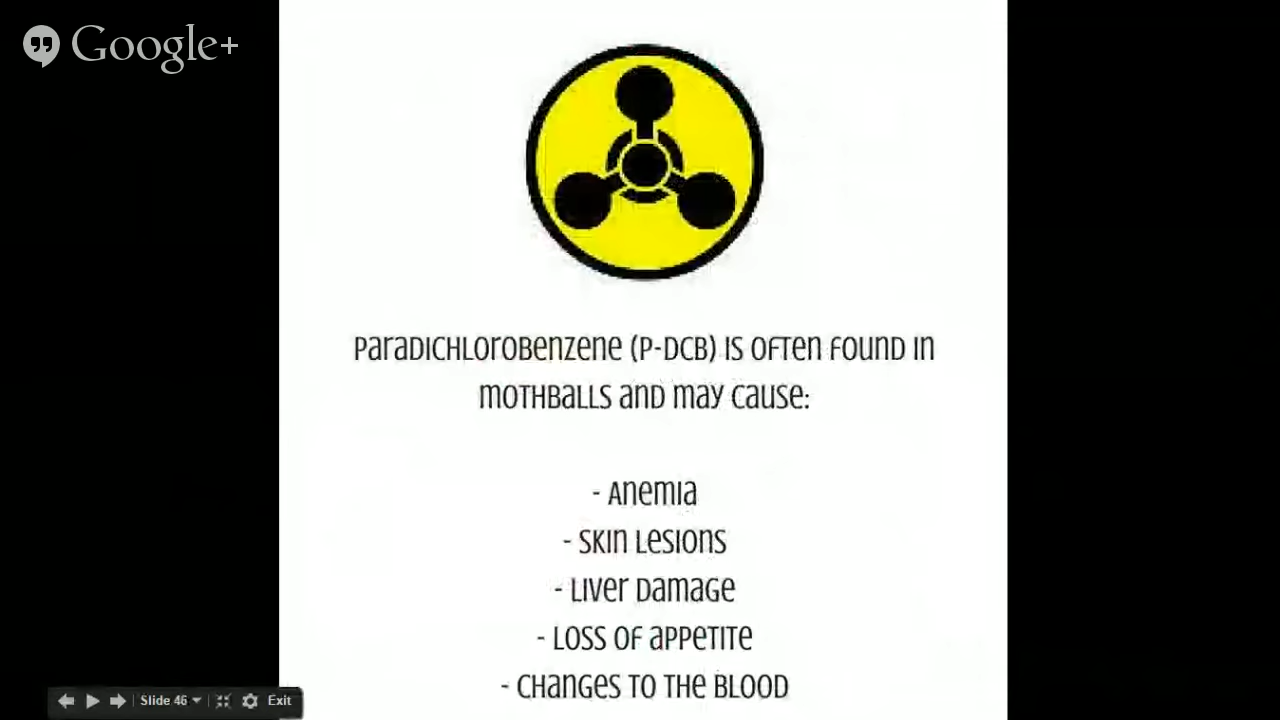 Google+
Paradichlorobenzene (P-DCB) is often found in
mothballs and may cause:
- Anemia
- Skin Lesions
- Liver Damage
- Loss of appetite
- Changes to the blood
Slide 46
Exit